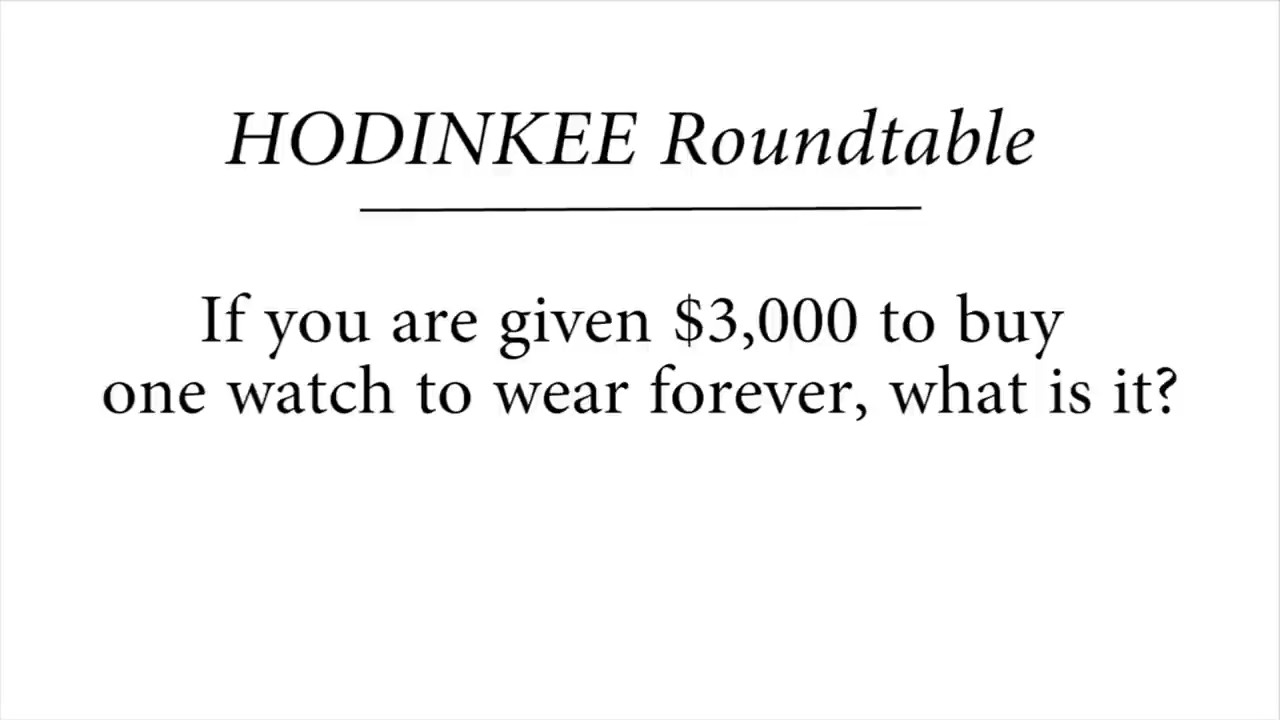 HODINKEE Roundtable
If you are given $3,000 to buy
one watch to wear forever, what is it?